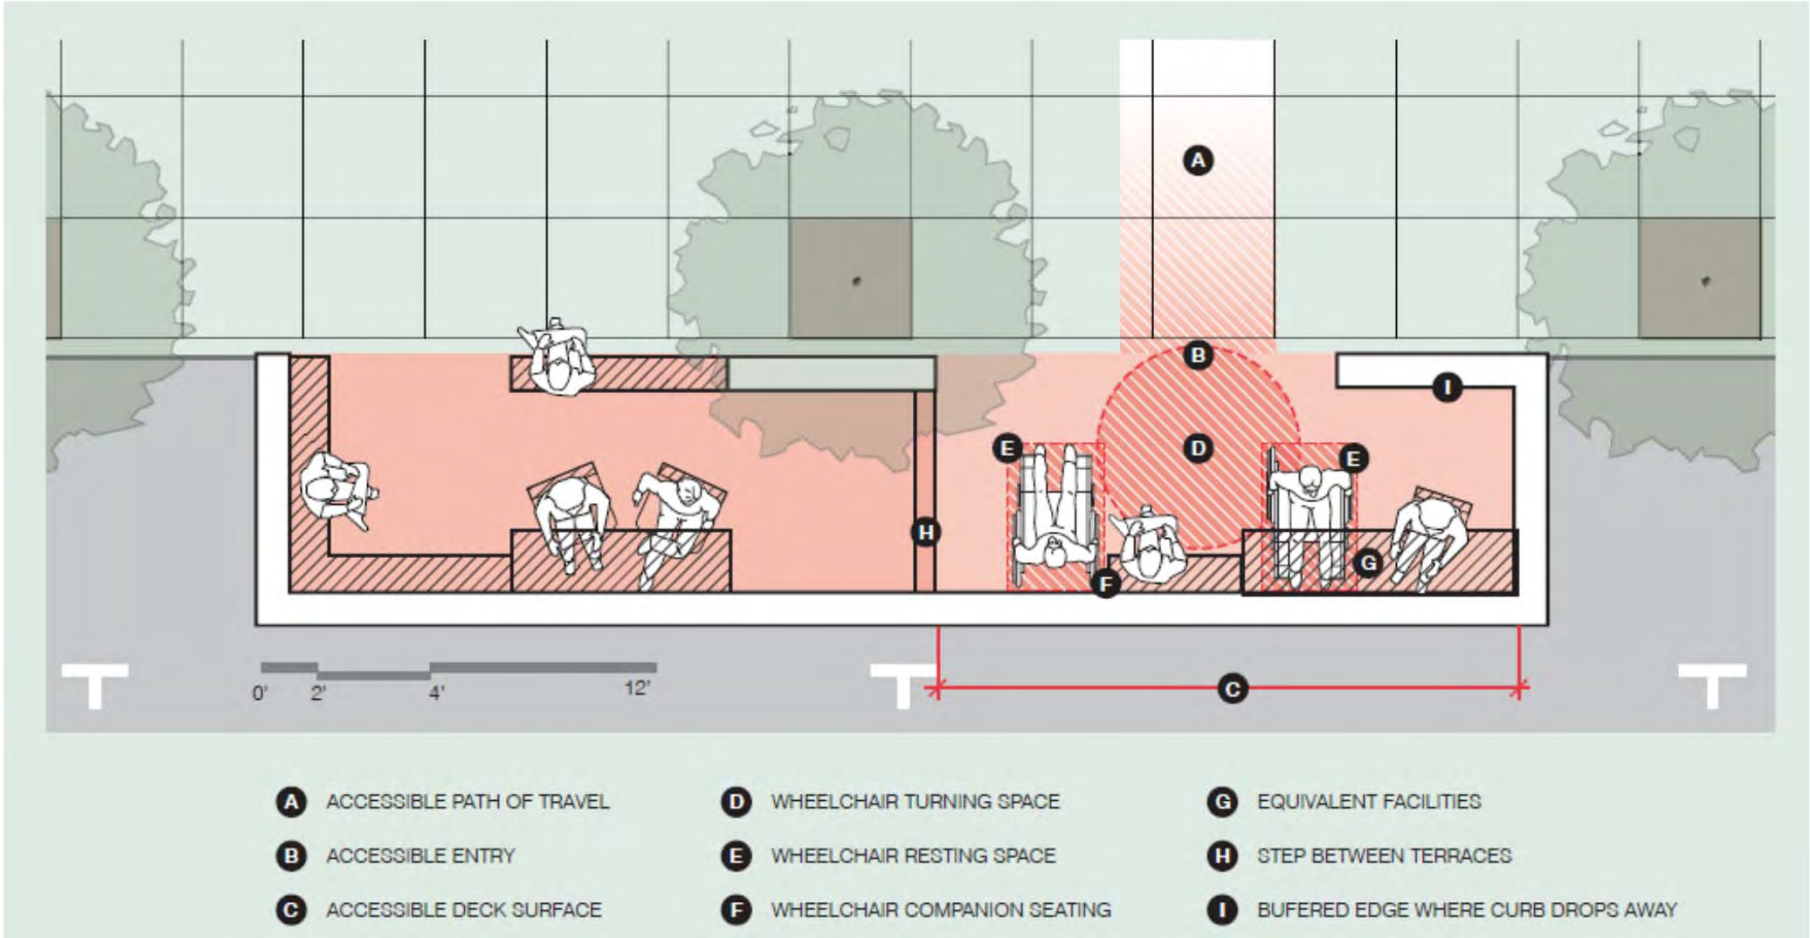 A
B
I
E
D
E
H
G
F
0' 2' 4' 12'
C
A ACCESSIBLE PATH OF TRAVEL
B ACCESSIBLE ENTRY
C ACCESSIBLE DECK SURFACE
D WHEELCHAIR TURNING SPACE
E WHEELCHAIR RESTING SPACE
F WHEELCHAIR COMPANION SEATING
G EQUIVALENT FACILITIES
H STEP BETWEEN TERRACES
I BUFERED EDGE WHERE CURB DROPS AWAY